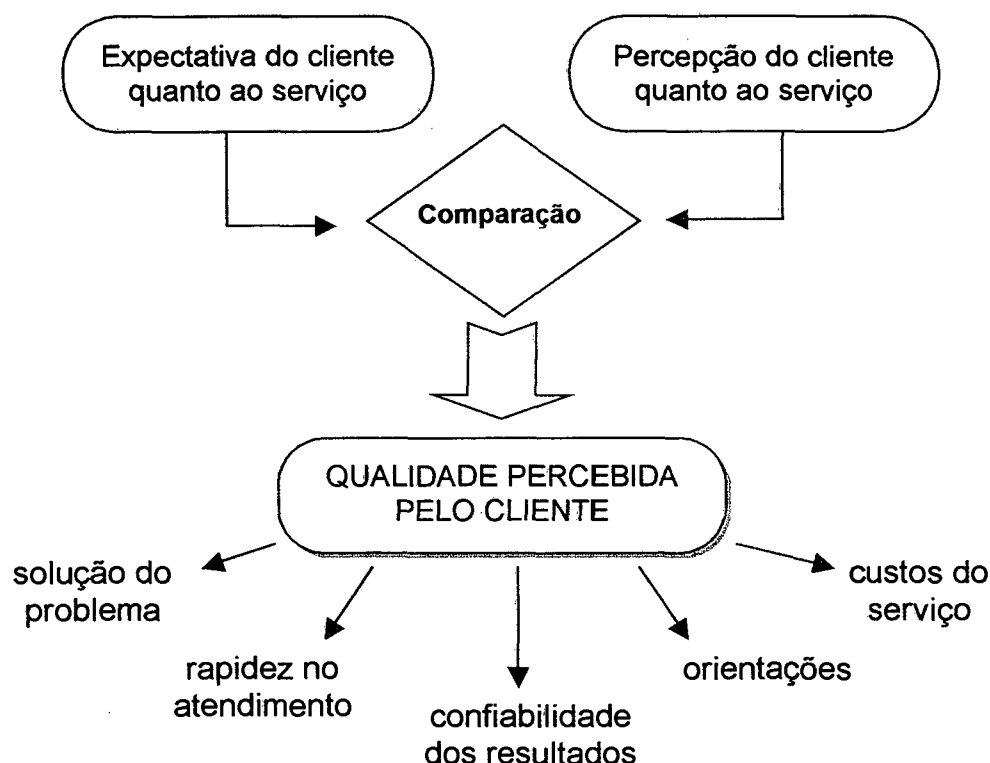 Expectativa do cliente
quanto ao serviço
Percepção do cliente
quanto ao serviço
Comparação
QUALIDADE PERCEBIDA
PELO CLIENTE
solução do
problema
rapidez no
atendimento
confiabilidade
dos resultados
orientações
custos do
serviço